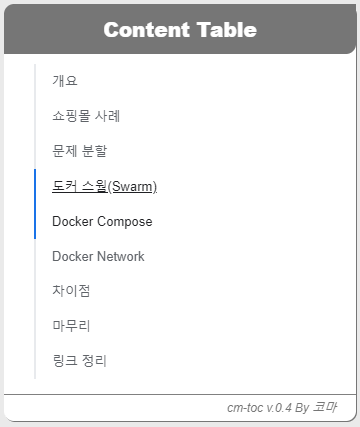 Content Table
개요
쇼핑몰 사례
문제 분할
도커 스웜(Swarm)
Docker Compose
Docker Network
차이점
마무리
링크 정리
cm-toc v.0.4 By 코마